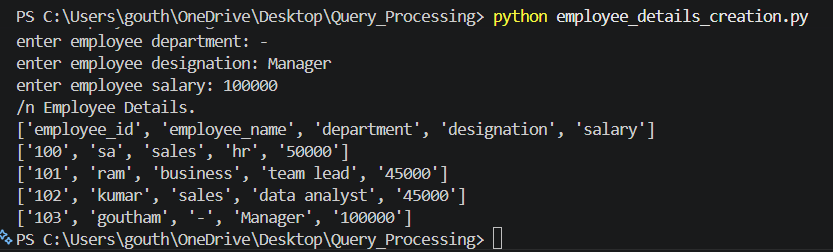 PS C:\Users\gouth\OneDrive\Desktop\Query_Processing> python employee_details_creation.py
enter employee department: -
enter employee designation: Manager
enter employee salary: 100000
/n Employee Details.
['employee_id', 'employee_name', 'department', 'designation', 'salary']
['100', 'sa', 'sales', 'hr', '50000']
['101', 'ram', 'business', 'team lead', '45000']
['102', 'kumar', 'sales', 'data analyst', '45000']
['103', 'goutham', '-', 'Manager', '100000']
PS C:\Users\gouth\OneDrive\Desktop\Query_Processing>